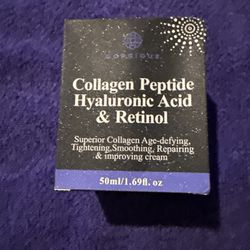 Collagen Peptide
Hyaluronic Acid
& Retinol
Superior Collagen Age-defying,
Tightening,Smoothing, Repairing
& improving cream
50ml/1.69fl. oz